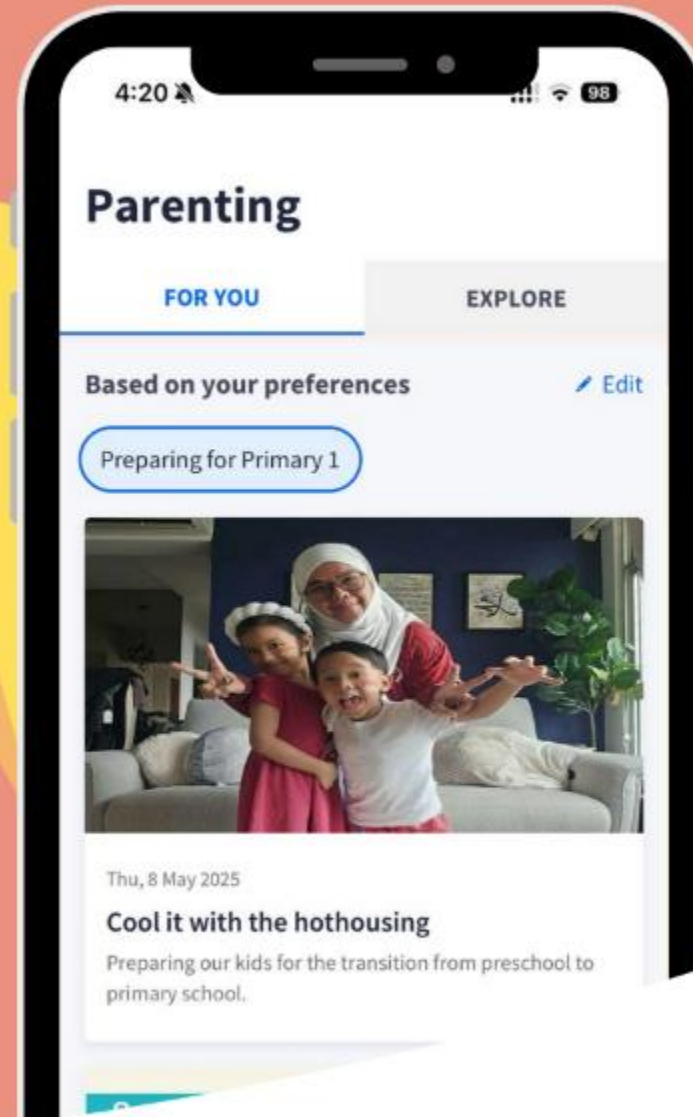 4:20
98
Parenting
FOR YOU
EXPLORE
Based on your preferences
Edit
Preparing for Primary 1
Thu, 8 May 2025
Cool it with the hothousing
Preparing our kids for the transition from preschool to
primary school.